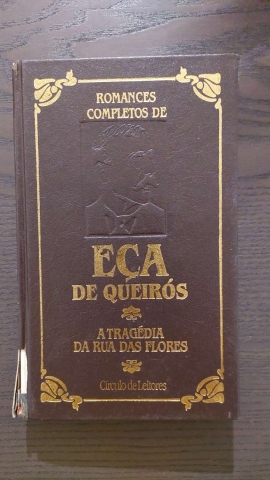 ROMANCES
COMPLETOS DE
EÇA
DE QUEIRÓS
A TRAGÉDIA
DA RUA DAS FLORES
Círculo de Leitores